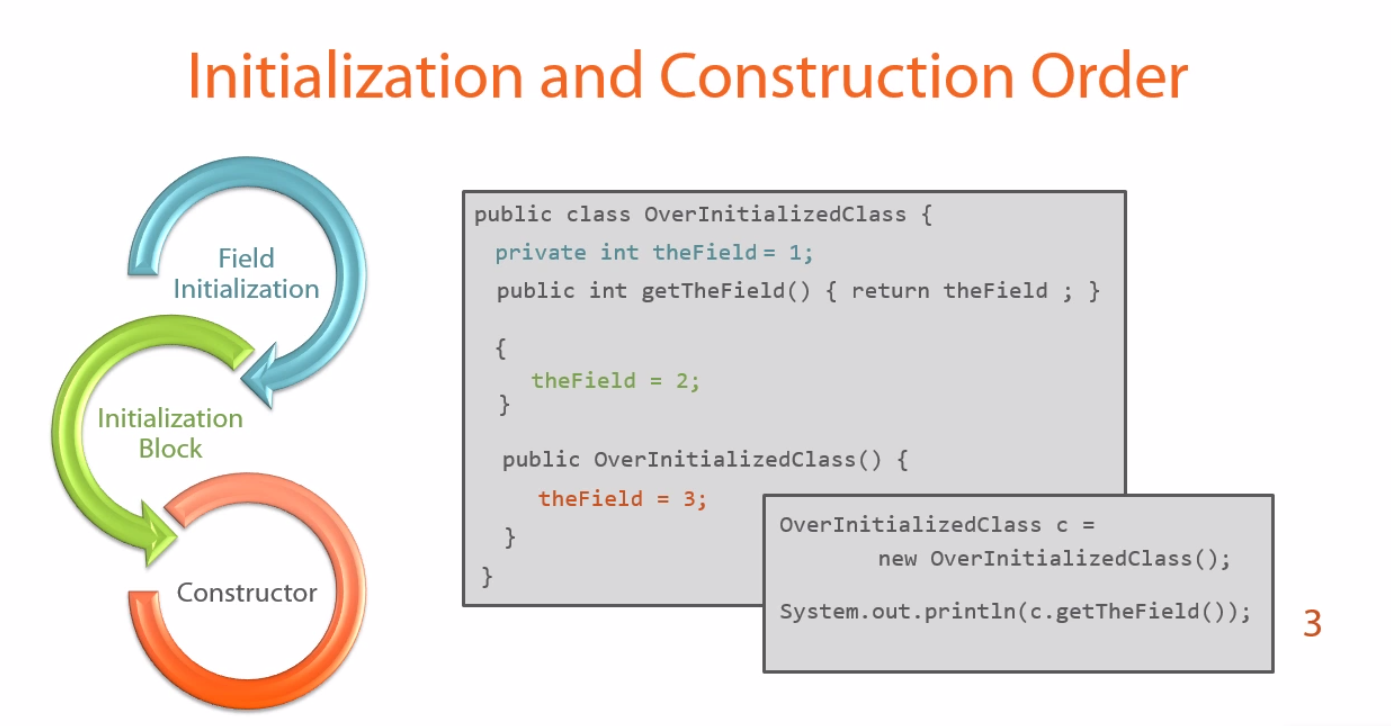 Initialization and Construction Order
Field
Initialization
Initialization
Block
Constructor
public class OverInitializedClass {
private int theField = 1;
public int getTheField() { return theField ; }
{
theField = 2;
}
public OverInitializedClass() {
theField = 3;
}
}
OverInitializedClass c =
new OverInitializedClass();
System.out.println(c.getTheField());
3